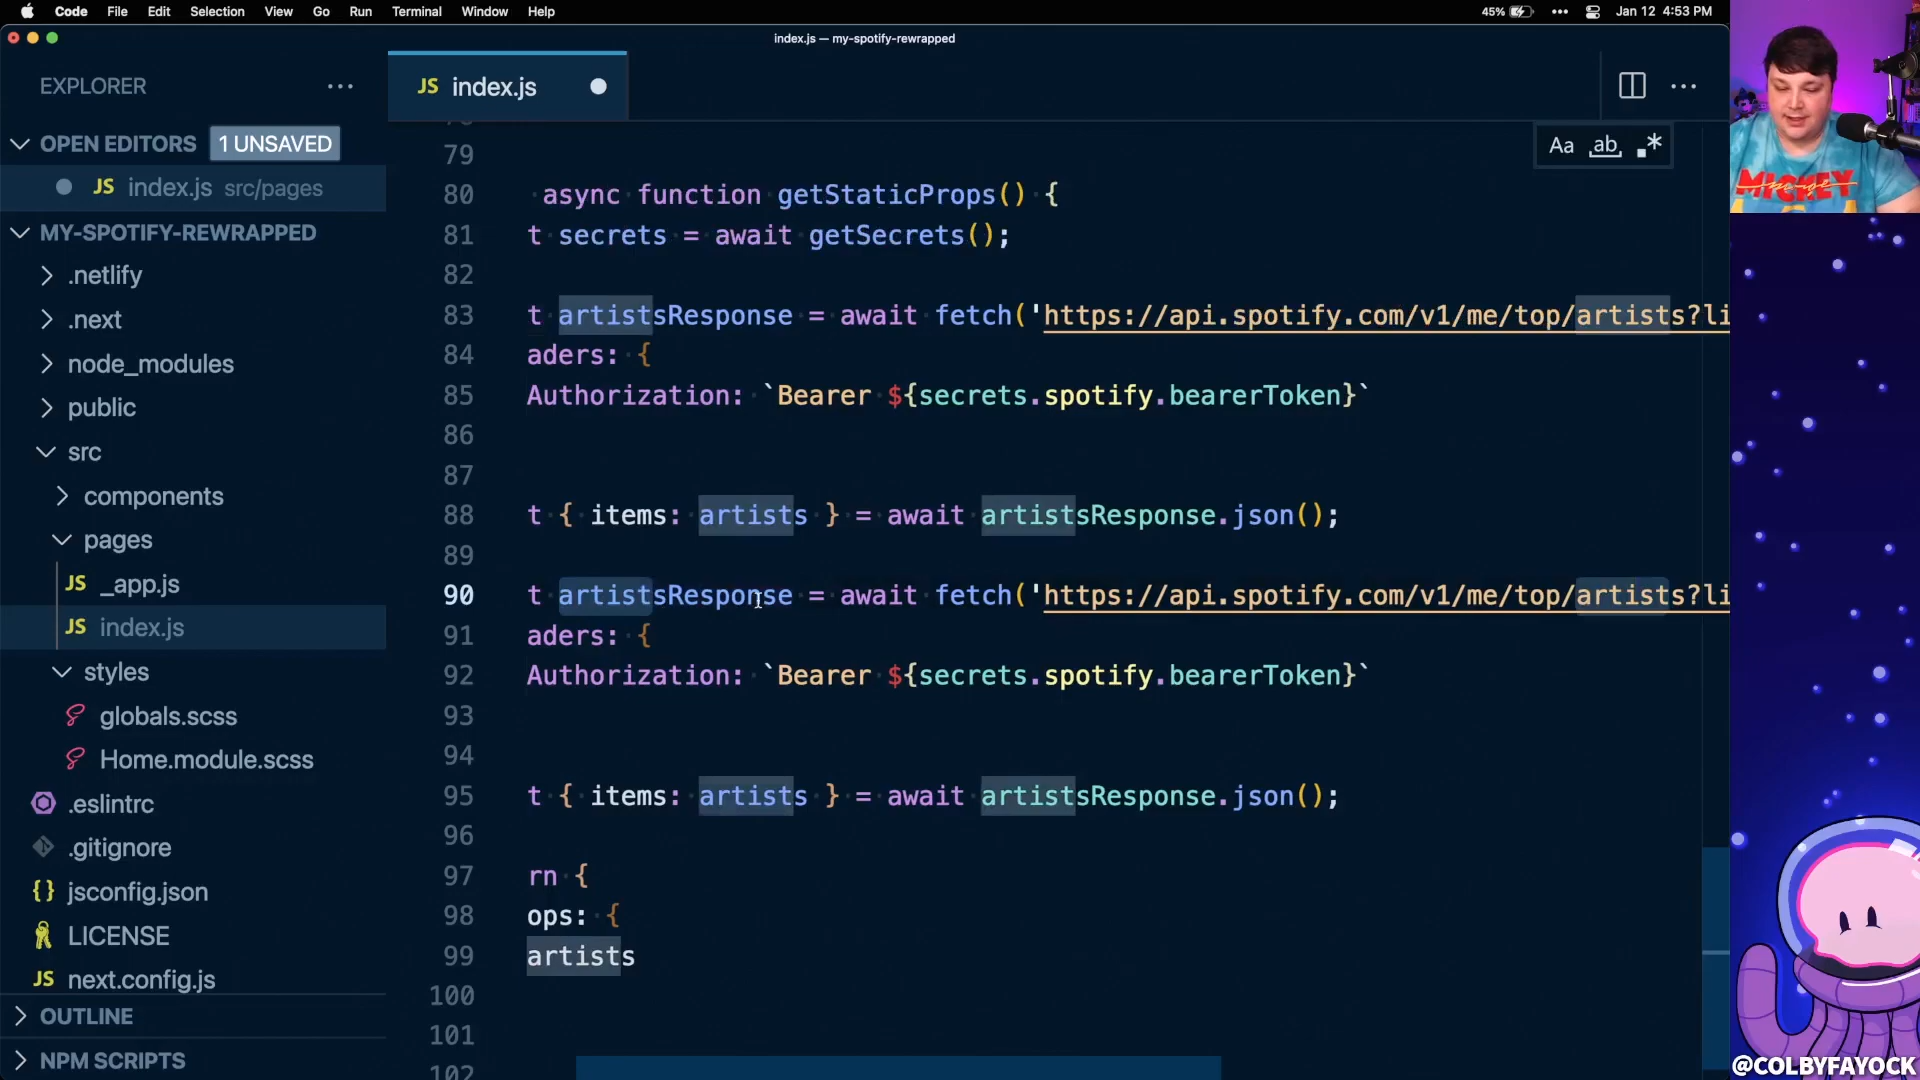 Code File Edit Selection View Go Run Terminal Window Help
45% Jan 12 4:53 PM
index.js — my-spotify-rewrapped
EXPLORER
JS index.js
OPEN EDITORS 1 UNSAVED
JS index.js src/pages
MY-SPOTIFY-REWRAPPED
.netlify
.next
node_modules
public
src
components
pages
JS _app.js
JS index.js
styles
globals.scss
Home.module.scss
.eslintrc
.gitignore
{} jsconfig.json
LICENSE
JS next.config.js
OUTLINE
NPM SCRIPTS
Aa ab .*
79
80 async function getStaticProps() {
81 t secrets = await getSecrets();
82
83 t artistsResponse = await fetch('https://api.spotify.com/v1/me/top/artists?li
84 aders: {
85 Authorization: `Bearer ${secrets.spotify.bearerToken}`
86
87
88 t { items: artists } = await artistsResponse.json();
89
90 t artistsResponse = await fetch('https://api.spotify.com/v1/me/top/artists?li
91 aders: {
92 Authorization: `Bearer ${secrets.spotify.bearerToken}`
93
94
95 t { items: artists } = await artistsResponse.json();
96
97 rn {
98 ops: {
99 artists
100
101
102
MICKEY
@COLBYFAYOCK